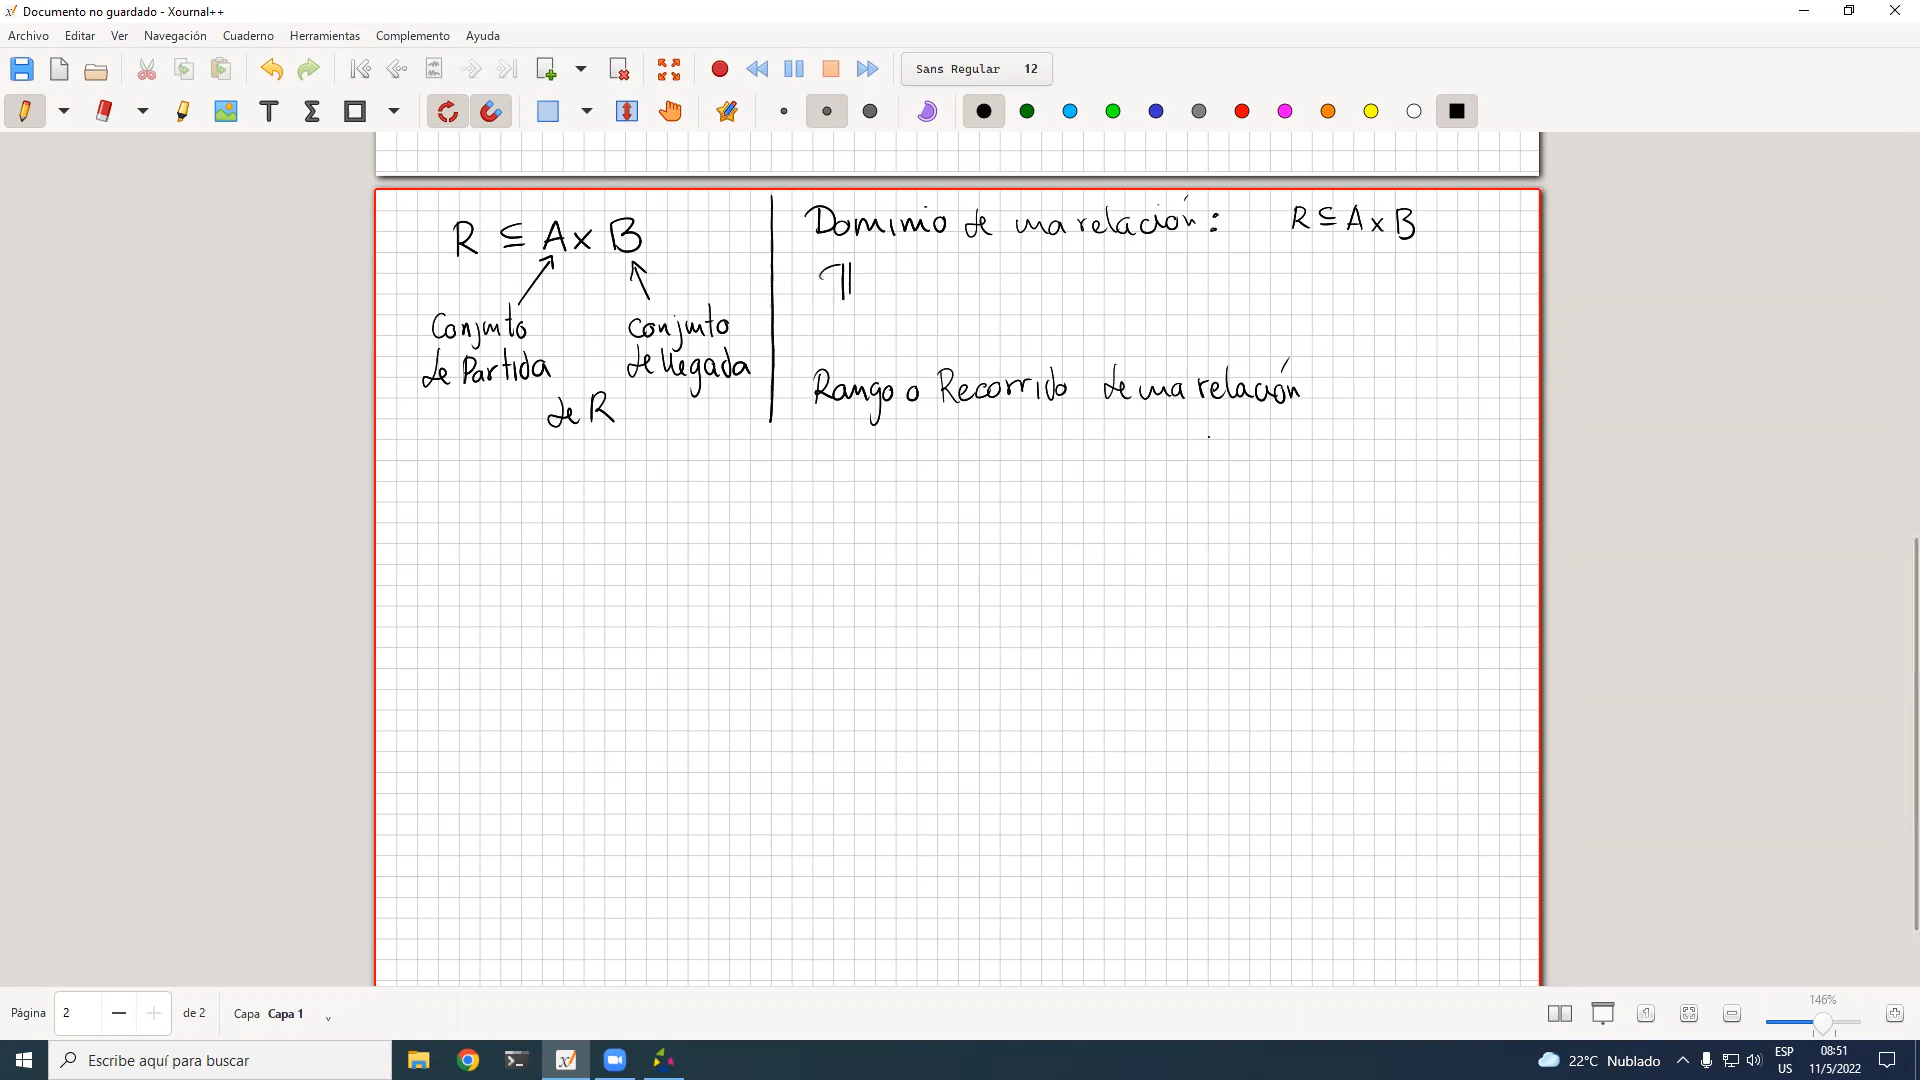 Documento no guardado - Xournal++
Archivo Editar Ver Navegación Cuaderno Herramientas Complemento Ayuda
Sans Regular 12
R ⊆ A x B
Conjunto
de Partida
Conjunto
de llegada
de R
Dominio de una relación: R ⊆ A x B
Rango o Recorrido de una relación
Página 2 de 2 Capa Capa 1
146%
Escribe aquí para buscar
22°C Nublado
ESP
US
08:51
11/5/2022